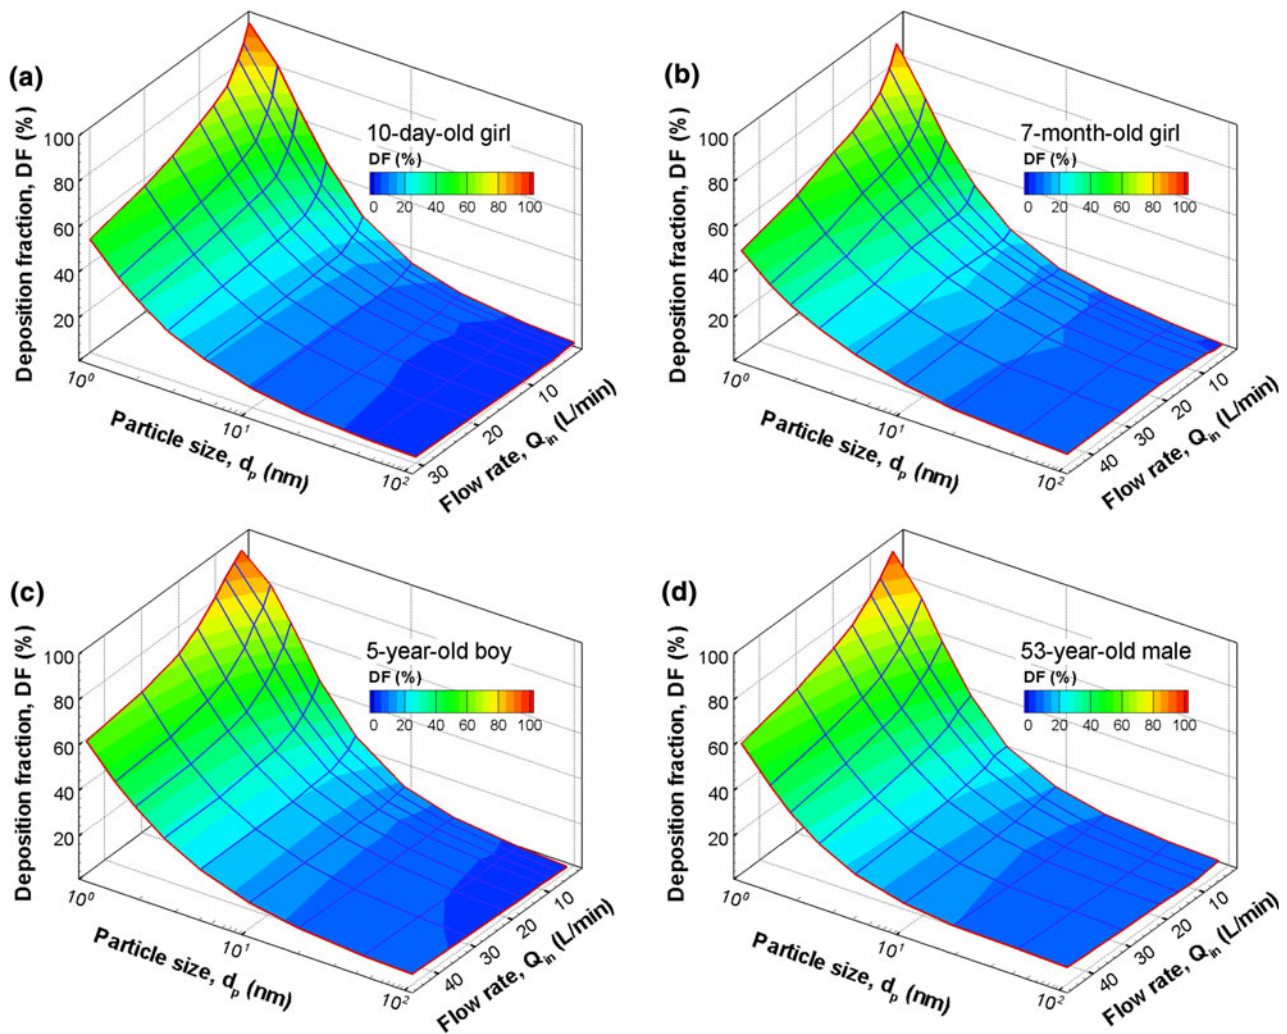 (a)
Deposition fraction, DF (%)
100
80
60
40
20
10-day-old girl
DF (%)
0 20 40 60 80 100
10⁰
10¹
10²
Particle size, dₚ (nm)
10
20
30
Flow rate, Qᵢₙ (L/min)
(b)
Deposition fraction, DF (%)
100
80
60
40
20
7-month-old girl
DF (%)
0 20 40 60 80 100
10⁰
10¹
10²
Particle size, dₚ (nm)
10
20
30
40
Flow rate, Qᵢₙ (L/min)
(c)
Deposition fraction, DF (%)
100
80
60
40
20
5-year-old boy
DF (%)
0 20 40 60 80 100
10⁰
10¹
10²
Particle size, dₚ (nm)
10
20
30
40
Flow rate, Qᵢₙ (L/min)
(d)
Deposition fraction, DF (%)
100
80
60
40
20
53-year-old male
DF (%)
0 20 40 60 80 100
10⁰
10¹
10²
Particle size, dₚ (nm)
10
20
30
40
Flow rate, Qᵢₙ (L/min)